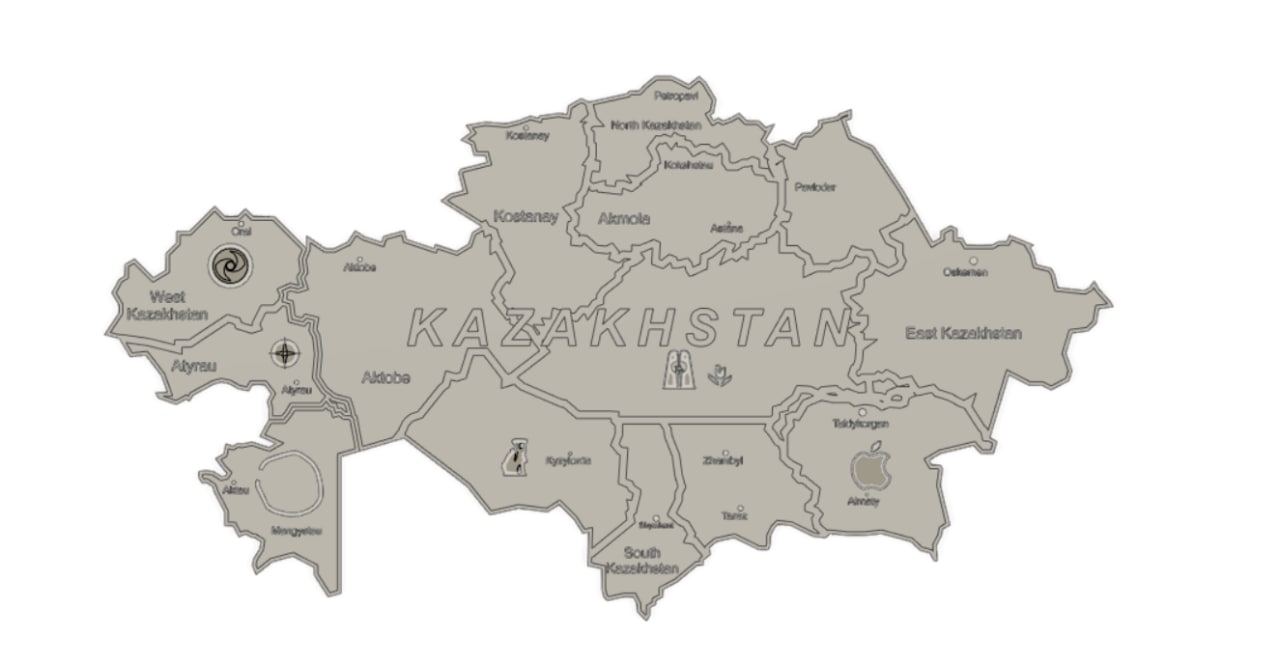 Petropavl
North Kazakhstan
Kostanay
Kokshetau
Pavlodar
Kostanay
Akmola
Astana
Oral
Aktobe
Oskemen
West
Kazakhstan
KAZAKHSTAN
East Kazakhstan
Atyrau
Aktobe
Atyrau
Taldykorgan
Kyzylorda
Zhambyl
Aktau
Almaty
Taraz
Mangystau
South
Kazakhstan